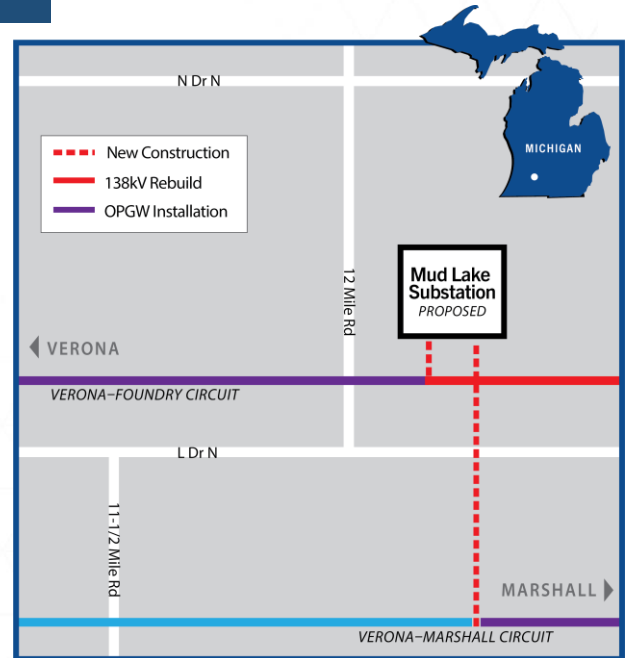 N Dr N
MICHIGAN
New Construction
138kV Rebuild
OPGW Installation
Mud Lake
Substation
PROPOSED
12 Mile Rd
VERONA
VERONA–FOUNDRY CIRCUIT
L Dr N
11-1/2 Mile Rd
MARSHALL
VERONA–MARSHALL CIRCUIT